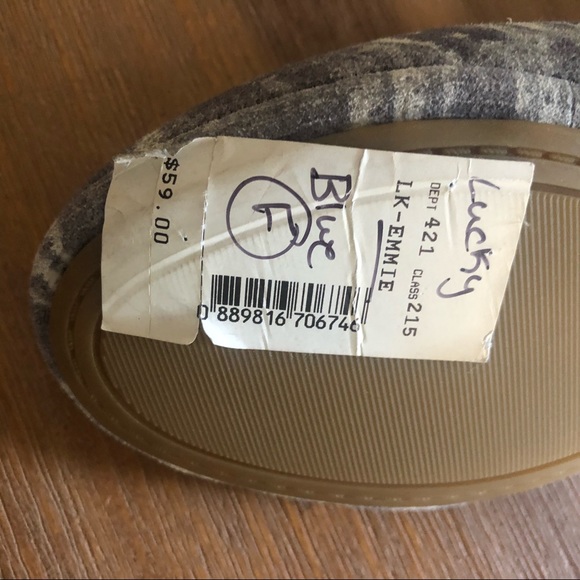 Lucky
DEPT 421 CLASS 215
LK-EMMIE
Blue
F
0 889816 706746
$59.00